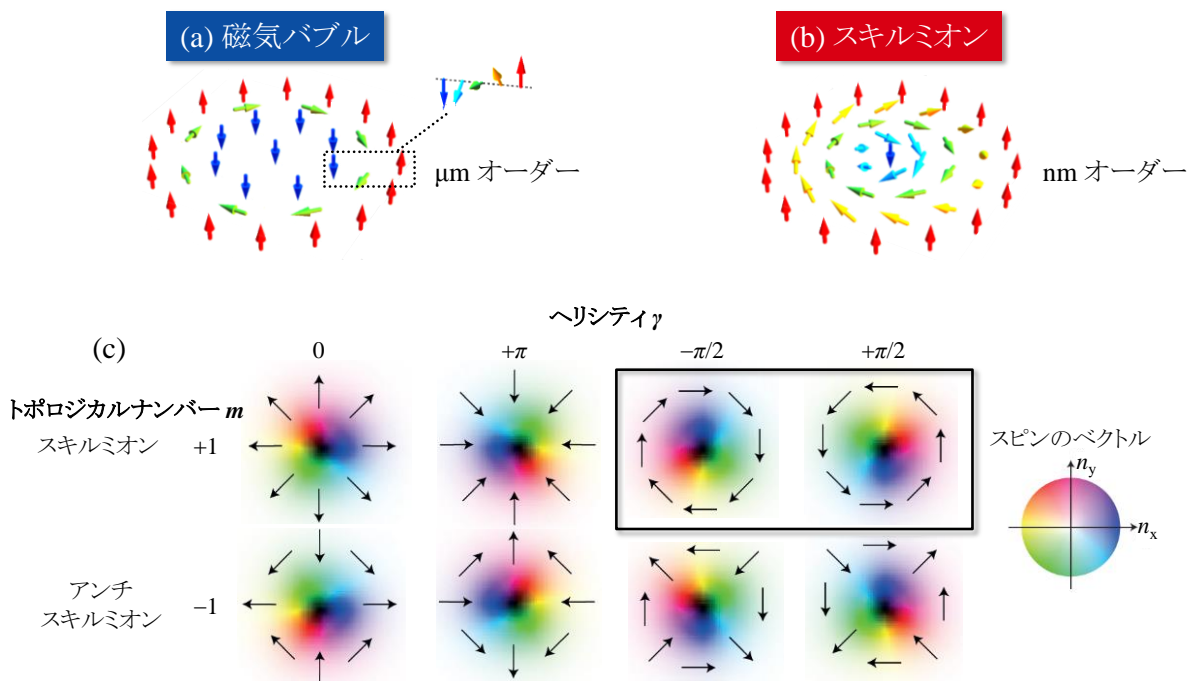 (a) 磁気バブル
(b) スキルミオン
μm オーダー
nm オーダー
ヘリシティ γ
(c)
0
+π
−π/2
+π/2
トポロジカルナンバー m
スキルミオン
+1
スピンのベクトル
ny
nx
アンチ
スキルミオン
−1